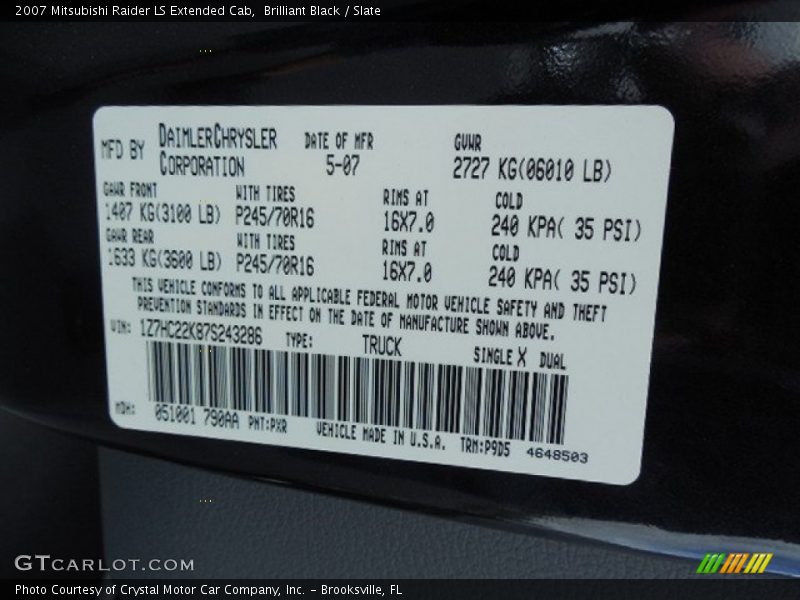 2007 Mitsubishi Raider LS Extended Cab, Brilliant Black / Slate
MFD BY DAIMLERCHRYSLER CORPORATION DATE OF MFR 5-07 GVWR 2727 KG(06010 LB)
GAWR FRONT WITH TIRES RIMS AT COLD
1407 KG(3100 LB) P245/70R16 16X7.0 240 KPA( 35 PSI)
GAWR REAR WITH TIRES RIMS AT COLD
1633 KG(3600 LB) P245/70R16 16X7.0 240 KPA( 35 PSI)
THIS VEHICLE CONFORMS TO ALL APPLICABLE FEDERAL MOTOR VEHICLE SAFETY AND THEFT
PREVENTION STANDARDS IN EFFECT ON THE DATE OF MANUFACTURE SHOWN ABOVE.
VIN: 1Z7HC22K87S243286 TYPE: TRUCK SINGLE X DUAL
MDH: 051001 790AA PNT:PXR VEHICLE MADE IN U.S.A. TRM:P9D5 4648503
GTCARLOT.COM
Photo Courtesy of Crystal Motor Car Company, Inc. - Brooksville, FL